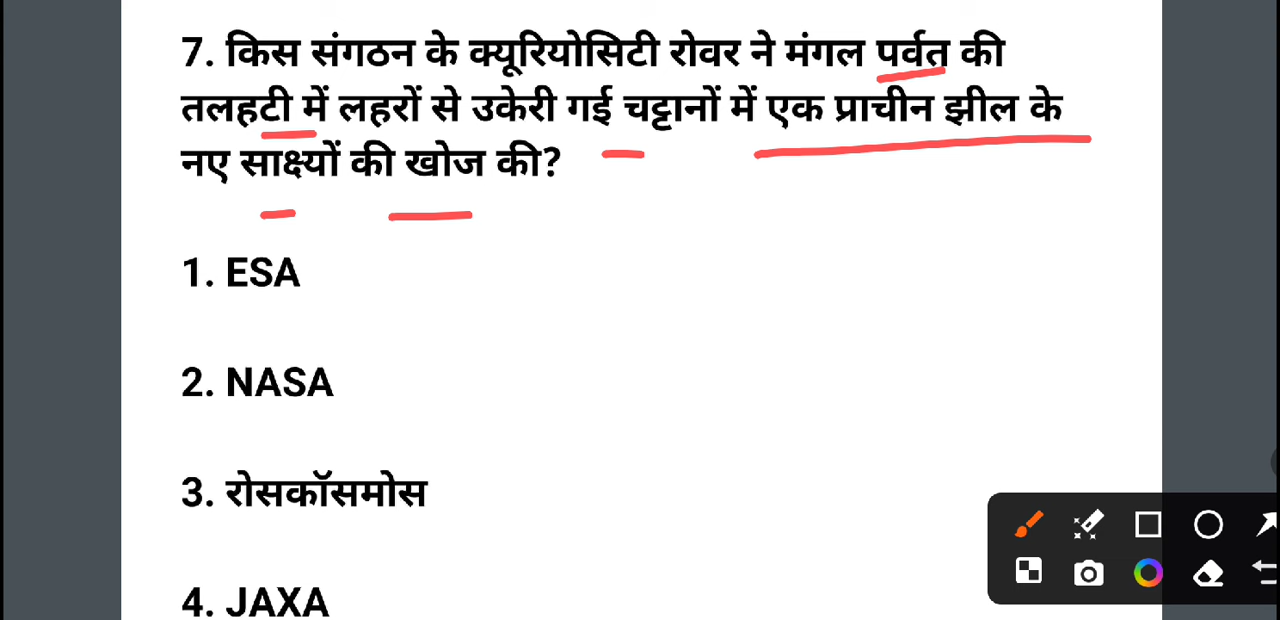 7. किस संगठन के क्यूरियोसिटी रोवर ने मंगल पर्वत की
तलहटी में लहरों से उकेरी गई चट्टानों में एक प्राचीन झील के
नए साक्ष्यों की खोज की?
1. ESA
2. NASA
3. रोसकॉसमोस
4. JAXA